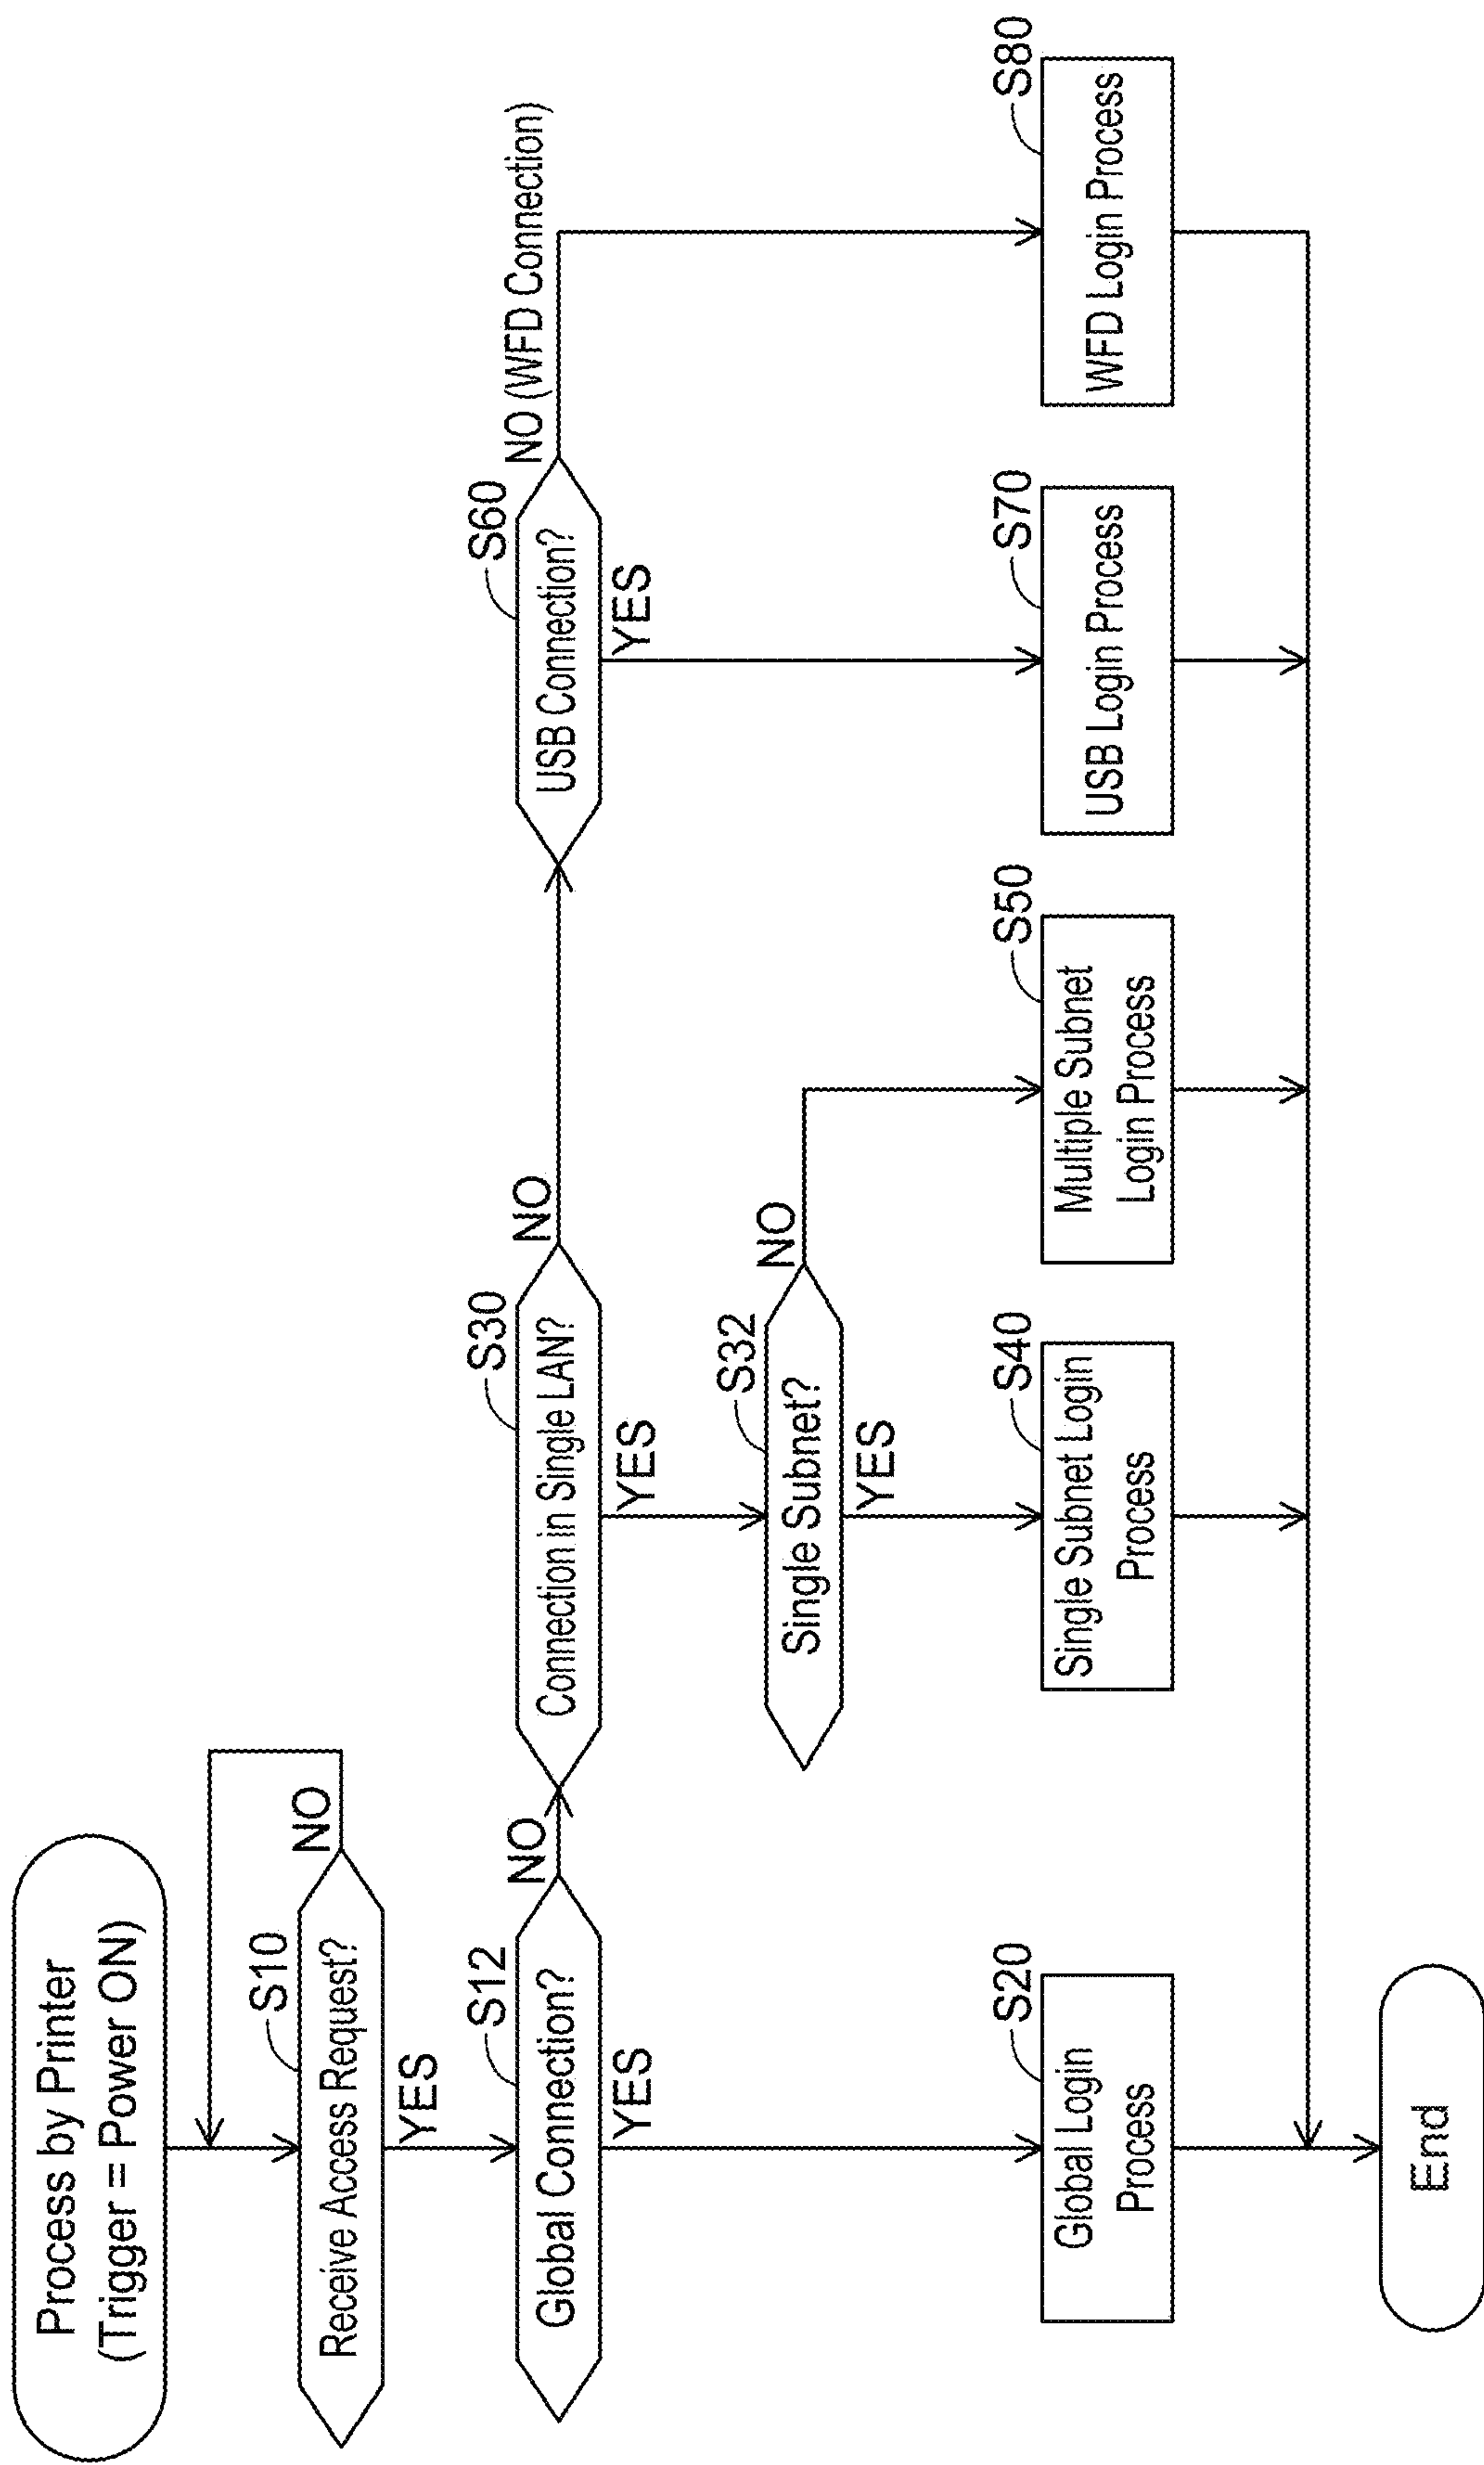 Process by Printer
(Trigger = Power ON)
S10
Receive Access Request?
NO
YES
S12
Global Connection?
NO
YES
S30
Connection in Single LAN?
NO
YES
S60
USB Connection?
NO (WFD Connection)
YES
S32
Single Subnet?
NO
YES
S20
Global Login
Process
S40
Single Subnet Login
Process
S50
Multiple Subnet
Login Process
S70
USB Login Process
S80
WFD Login Process
End